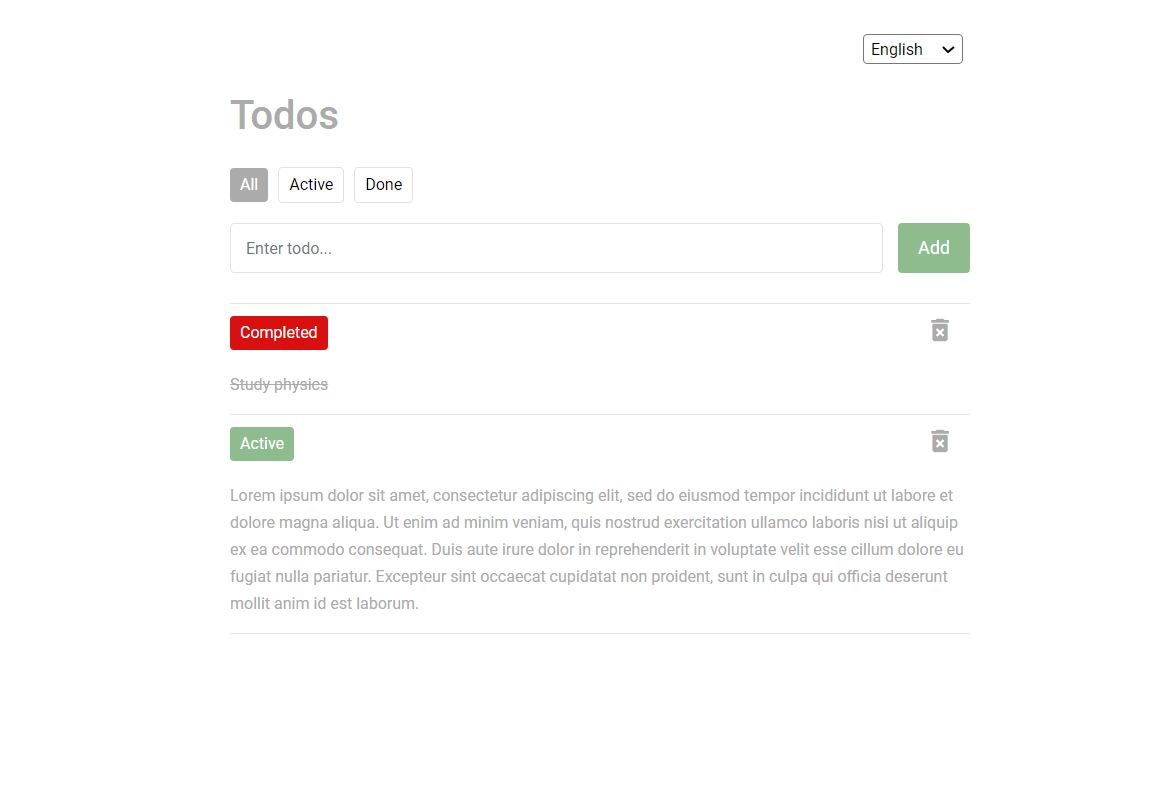 English
Todos
All Active Done
Enter todo... Add
Completed
Study physics
Active
Lorem ipsum dolor sit amet, consectetur adipiscing elit, sed do eiusmod tempor incididunt ut labore et
dolore magna aliqua. Ut enim ad minim veniam, quis nostrud exercitation ullamco laboris nisi ut aliquip
ex ea commodo consequat. Duis aute irure dolor in reprehenderit in voluptate velit esse cillum dolore eu
fugiat nulla pariatur. Excepteur sint occaecat cupidatat non proident, sunt in culpa qui officia deserunt
mollit anim id est laborum.